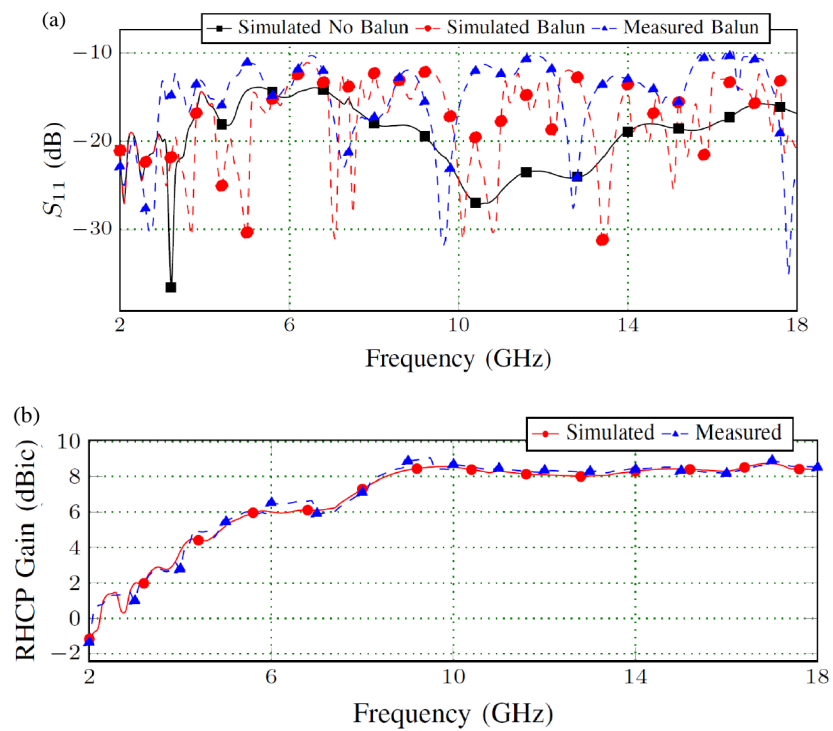 (a)
Simulated No Balun Simulated Balun Measured Balun
−10
−20
−30
S11 (dB)
2 6 10 14 18
Frequency (GHz)
(b)
Simulated Measured
10
8
6
4
2
0
−2
RHCP Gain (dBic)
2 6 10 14 18
Frequency (GHz)